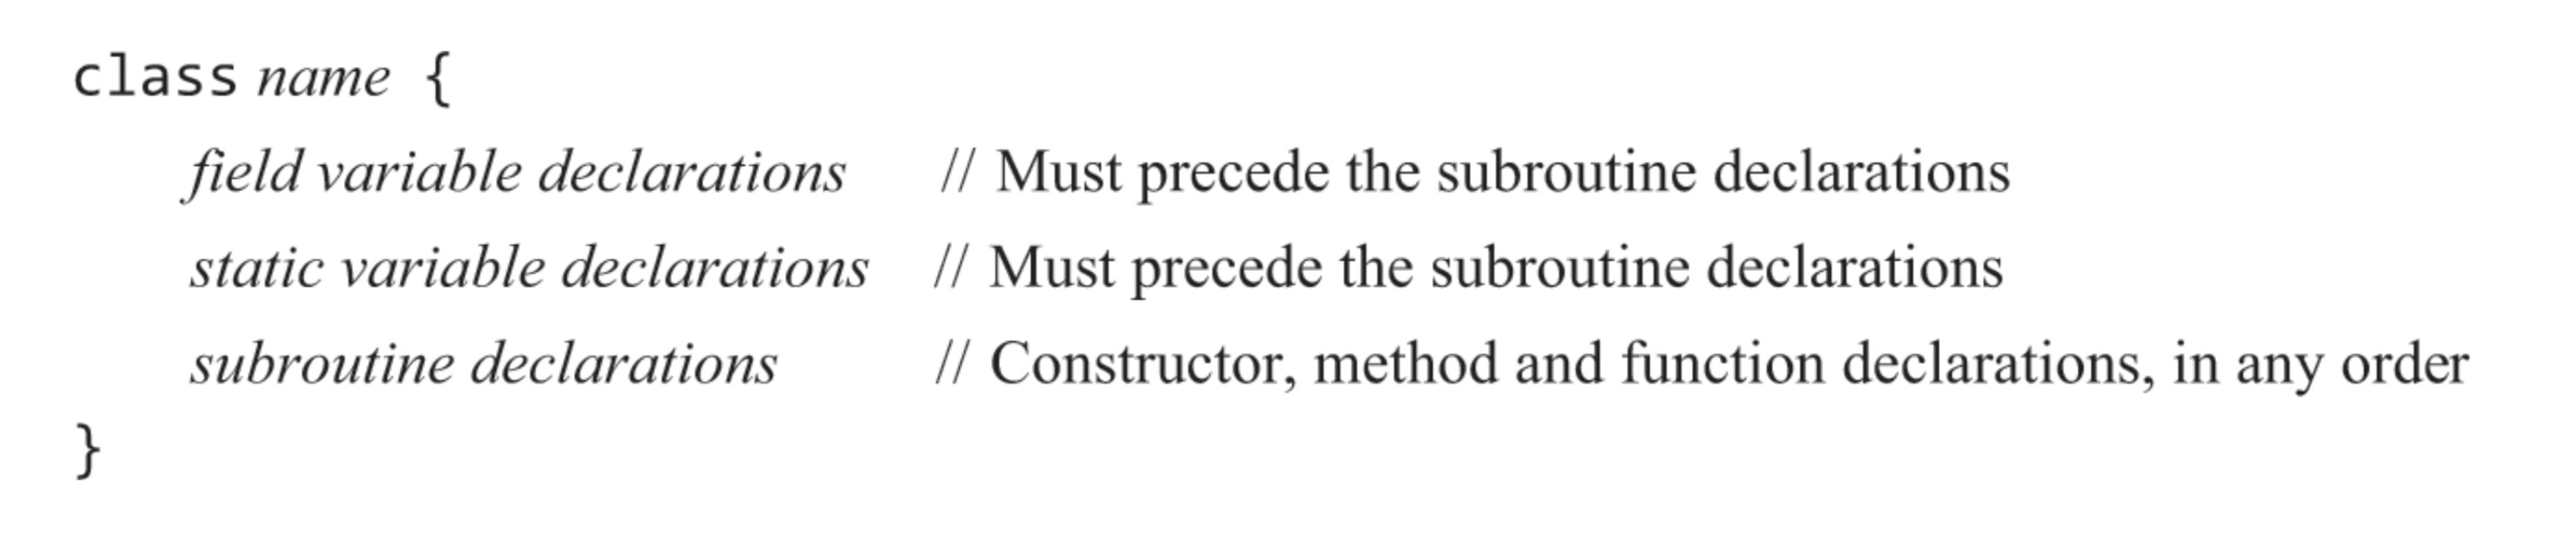 class name {
field variable declarations // Must precede the subroutine declarations
static variable declarations // Must precede the subroutine declarations
subroutine declarations // Constructor, method and function declarations, in any order
}